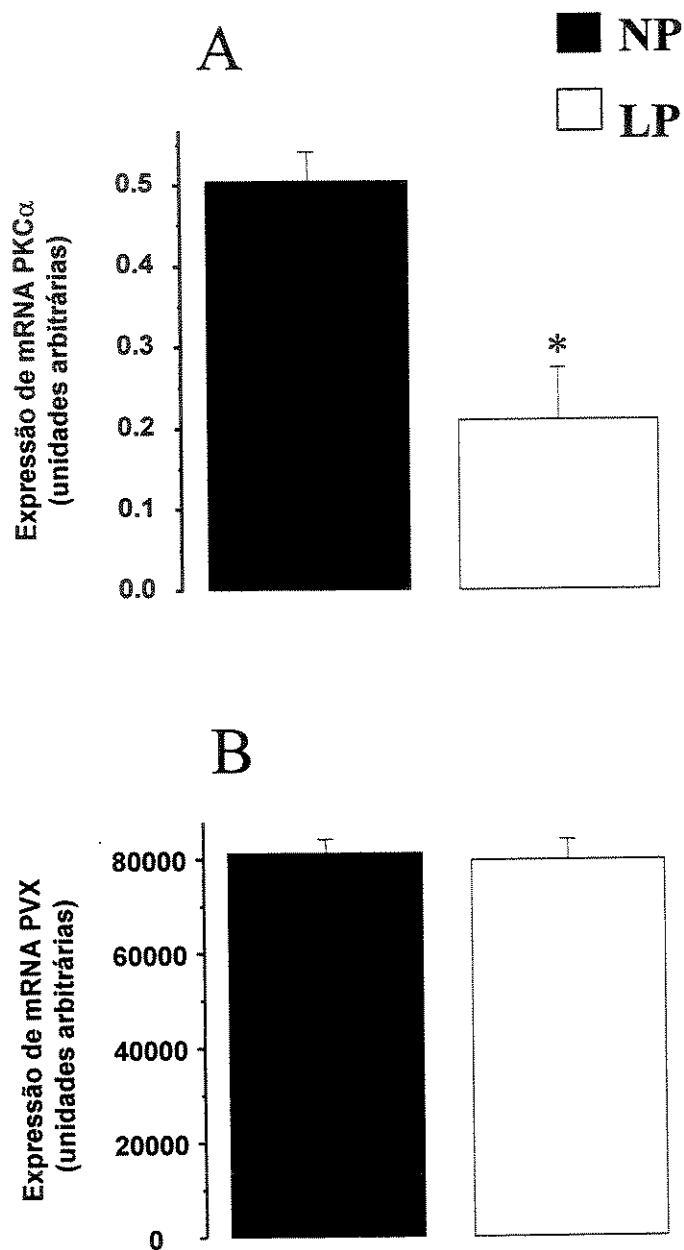 A
NP
LP
Expressão de mRNA PKCα
(unidades arbitrárias)
0.5
0.4
0.3
0.2
0.1
0.0
*
B
Expressão de mRNA PVX
(unidades arbitrárias)
80000
60000
40000
20000
0